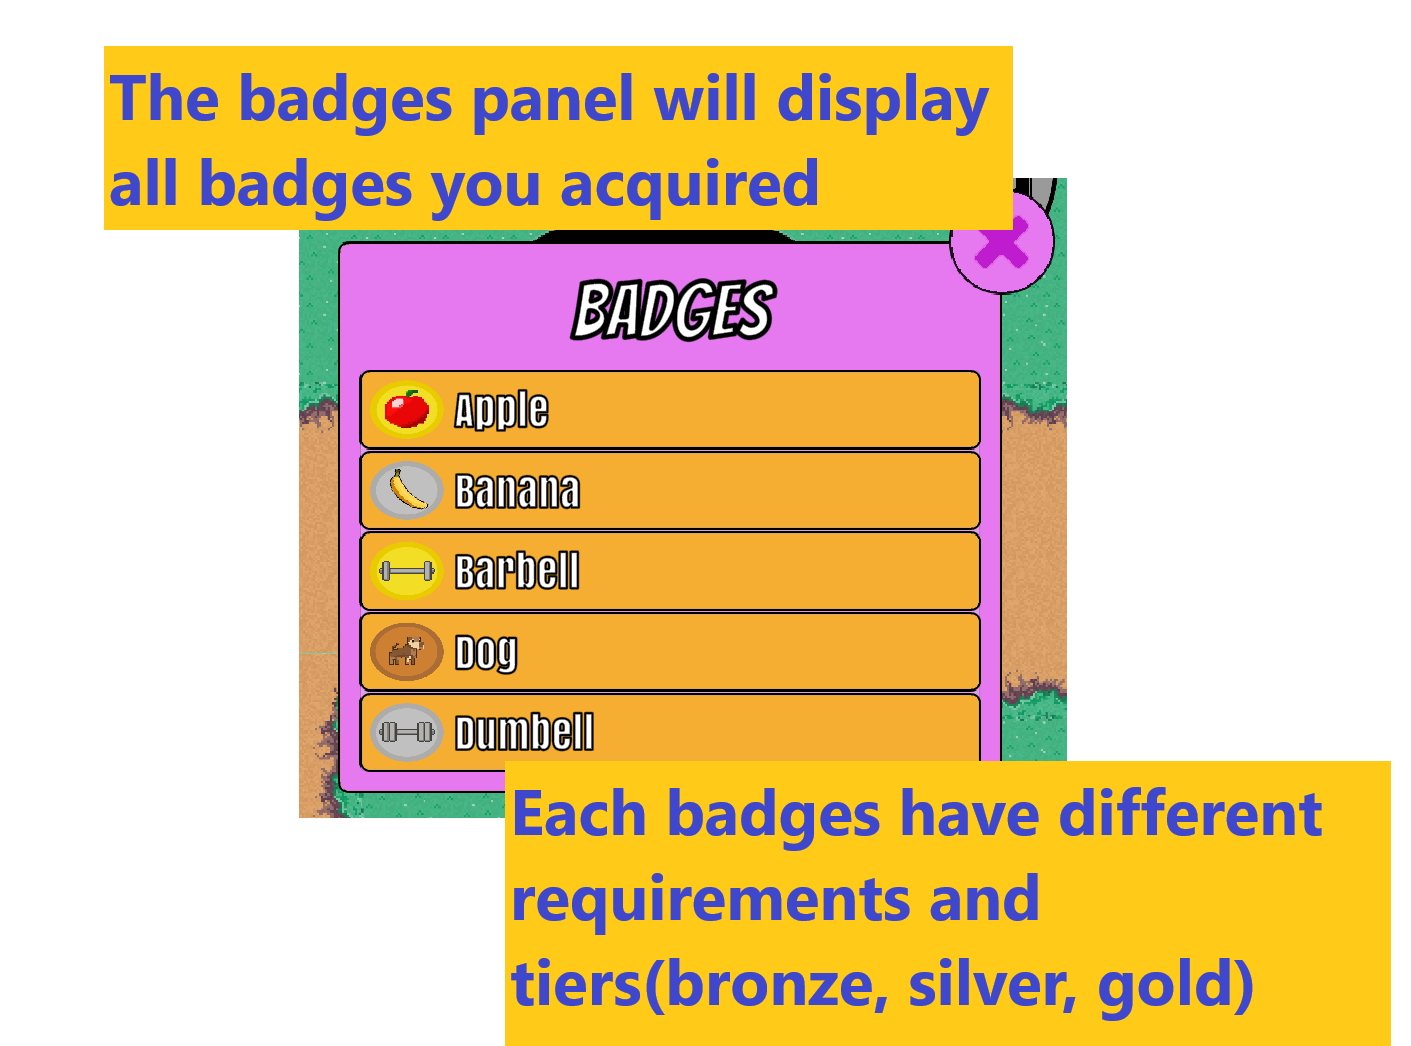 The badges panel will display
all badges you acquired
BADGES
Apple
Banana
Barbell
Dog
Dumbell
Each badges have different
requirements and
tiers(bronze, silver, gold)